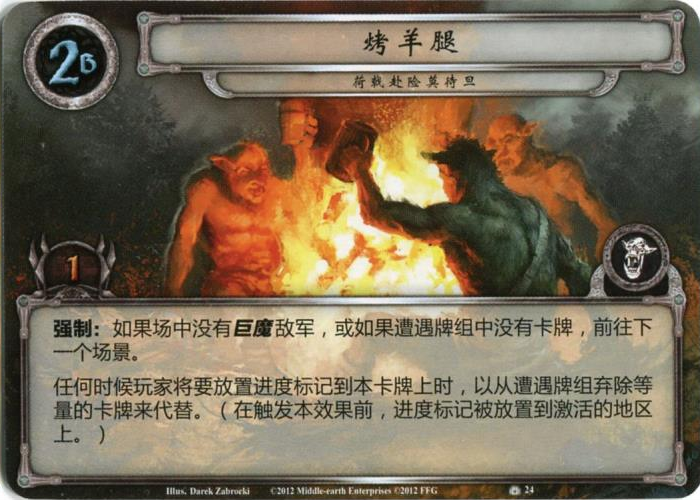 2B
烤羊腿
荷戟赴险莫待旦
1
强制：如果场中没有巨魔敌军，或如果遭遇牌组中没有卡牌，前往下
一个场景。
任何时候玩家将要放置进度标记到本卡牌上时，以从遭遇牌组弃除等
量的卡牌来代替。（在触发本效果前，进度标记被放置到激活的地区
上。）
Illus. Darek Zabrocki ©2012 Middle-earth Enterprises ©2012 FFG 24